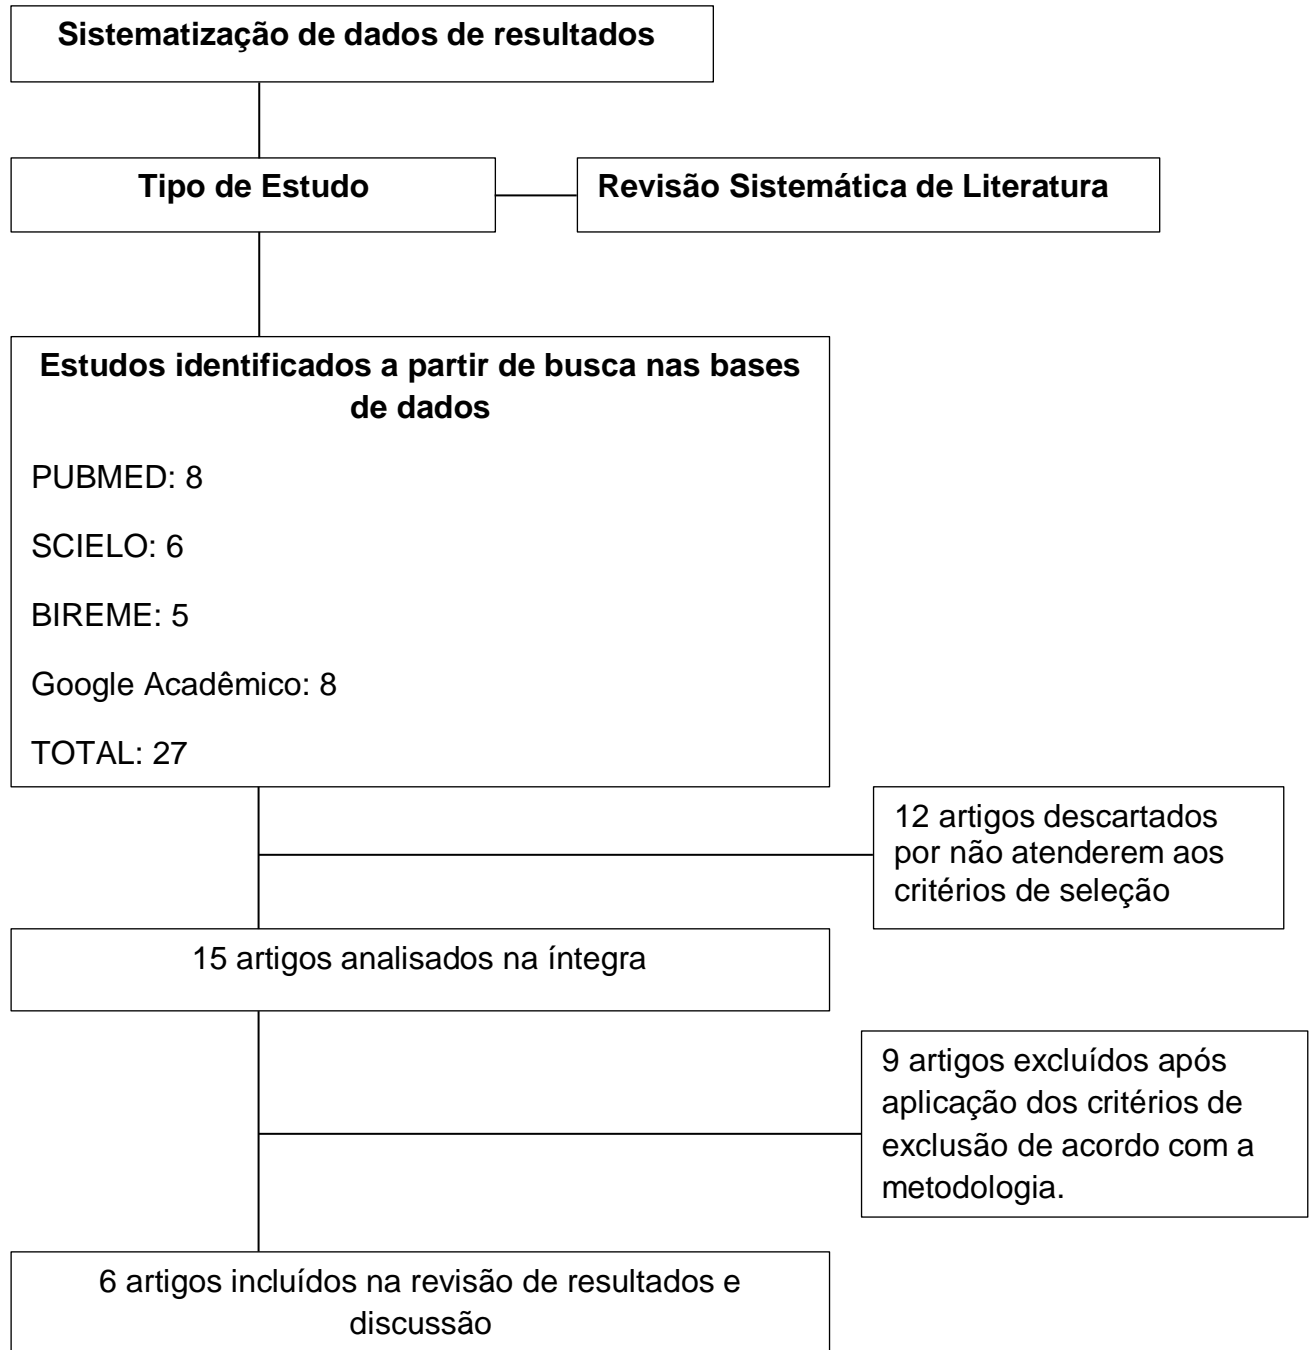 Sistematização de dados de resultados
Tipo de Estudo
Revisão Sistemática de Literatura
Estudos identificados a partir de busca nas bases
de dados
PUBMED: 8
SCIELO: 6
BIREME: 5
Google Acadêmico: 8
TOTAL: 27
12 artigos descartados
por não atenderem aos
critérios de seleção
15 artigos analisados na íntegra
9 artigos excluídos após
aplicação dos critérios de
exclusão de acordo com a
metodologia.
6 artigos incluídos na revisão de resultados e
discussão